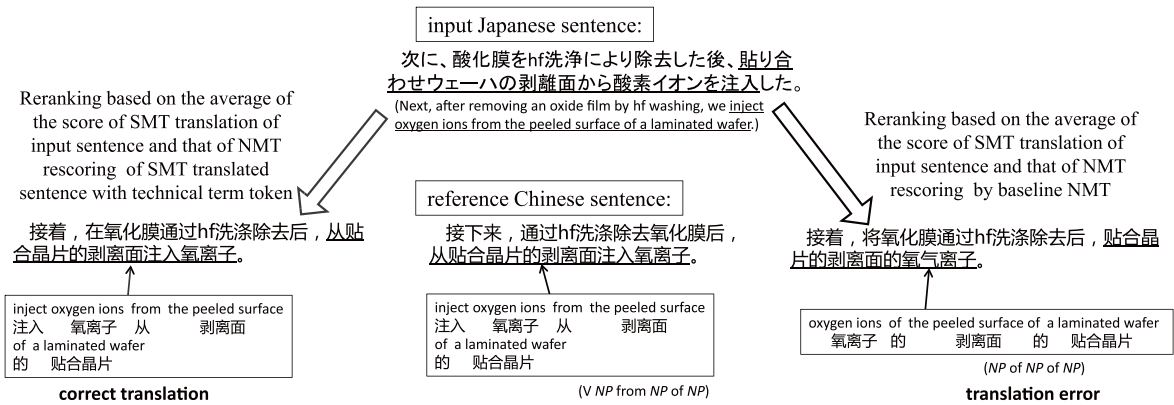 input Japanese sentence:
次に、酸化膜をhf洗浄により除去した後、貼り合
わせウェーハの剥離面から酸素イオンを注入した。
(Next, after removing an oxide film by hf washing, we inject
oxygen ions from the peeled surface of a laminated wafer.)
Reranking based on the average of
the score of SMT translation of
input sentence and that of NMT
rescoring of SMT translated
sentence with technical term token
接着，在氧化膜通过hf洗涤除去后，从贴
合晶片的剥离面注入氧离子。
inject oxygen ions from the peeled surface
注入 氧离子 从 剥离面
of a laminated wafer
的 贴合晶片
correct translation
reference Chinese sentence:
接下来，通过hf洗涤除去氧化膜后，
从贴合晶片的剥离面注入氧离子。
inject oxygen ions from the peeled surface
注入 氧离子 从 剥离面
of a laminated wafer
的 贴合晶片
(V NP from NP of NP)
Reranking based on the average of
the score of SMT translation of
input sentence and that of NMT
rescoring by baseline NMT
接着，将氧化膜通过hf洗涤除去后，贴合晶
片的剥离面的氧气离子。
oxygen ions of the peeled surface of a laminated wafer
氧离子 的 剥离面 的 贴合晶片
(NP of NP of NP)
translation error